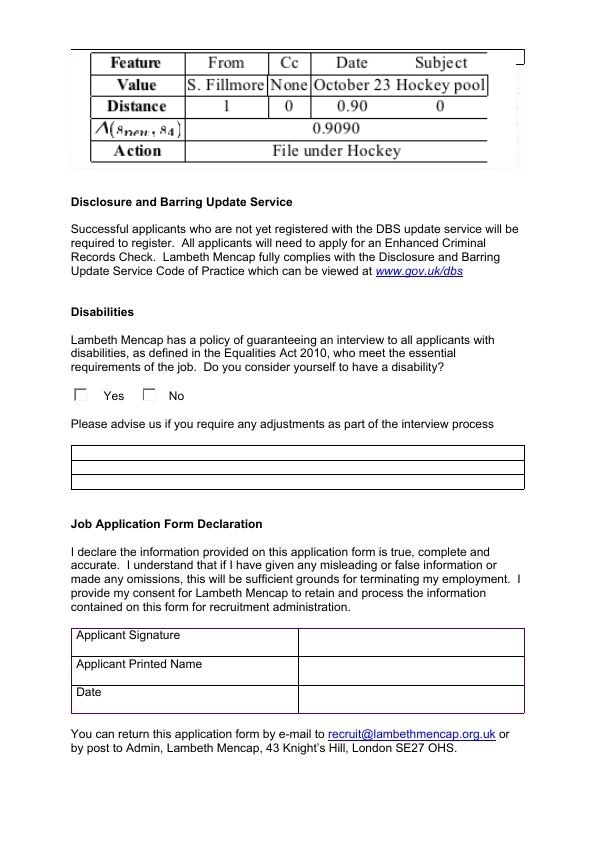 Feature From Cc Date Subject
Value S. Fillmore None October 23 Hockey pool
Distance 1 0 0.90 0
Λ(s_new, s_4) 0.9090
Action File under Hockey
Disclosure and Barring Update Service
Successful applicants who are not yet registered with the DBS update service will be
required to register. All applicants will need to apply for an Enhanced Criminal
Records Check. Lambeth Mencap fully complies with the Disclosure and Barring
Update Service Code of Practice which can be viewed at www.gov.uk/dbs
Disabilities
Lambeth Mencap has a policy of guaranteeing an interview to all applicants with
disabilities, as defined in the Equalities Act 2010, who meet the essential
requirements of the job. Do you consider yourself to have a disability?
Yes No
Please advise us if you require any adjustments as part of the interview process
Job Application Form Declaration
I declare the information provided on this application form is true, complete and
accurate. I understand that if I have given any misleading or false information or
made any omissions, this will be sufficient grounds for terminating my employment. I
provide my consent for Lambeth Mencap to retain and process the information
contained on this form for recruitment administration.
Applicant Signature
Applicant Printed Name
Date
You can return this application form by e-mail to recruit@lambethmencap.org.uk or
by post to Admin, Lambeth Mencap, 43 Knight's Hill, London SE27 OHS.